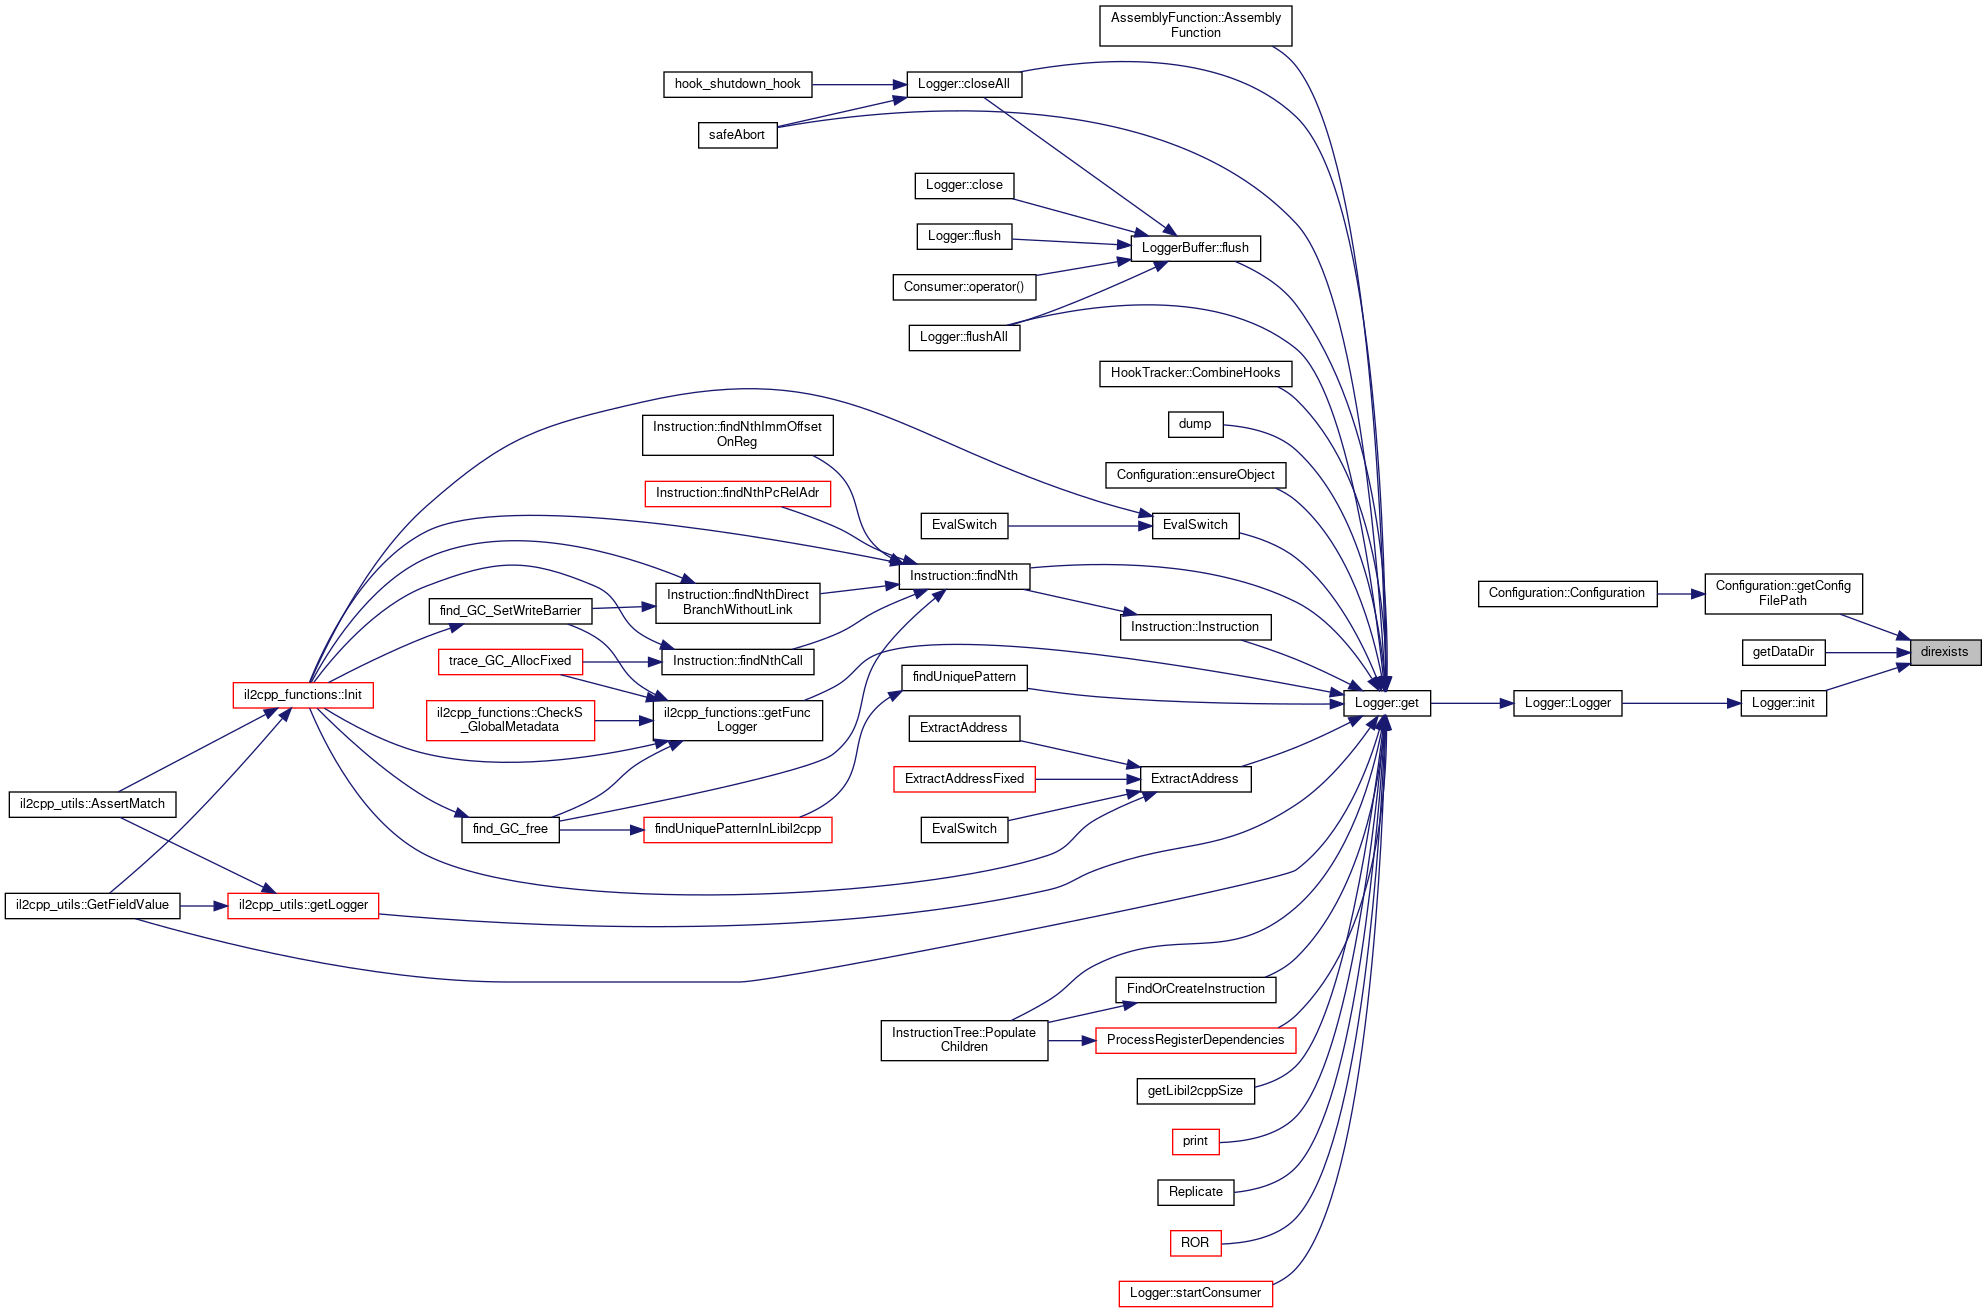 AssemblyFunction::Assembly
Function
hook_shutdown_hook
Logger::closeAll
safeAbort
Logger::close
Logger::flush
LoggerBuffer::flush
Consumer::operator()
Logger::flushAll
HookTracker::CombineHooks
dump
Instruction::findNthImmOffset
OnReg
Configuration::ensureObject
Instruction::findNthPcRelAdr
EvalSwitch
EvalSwitch
Instruction::findNth
Configuration::Configuration
Configuration::getConfig
FilePath
Instruction::findNthDirect
BranchWithoutLink
find_GC_SetWriteBarrier
Instruction::Instruction
getDataDir
direxists
trace_GC_AllocFixed
Instruction::findNthCall
findUniquePattern
il2cpp_functions::Init
Logger::get
Logger::Logger
Logger::init
il2cpp_functions::CheckS
_GlobalMetadata
il2cpp_functions::getFunc
Logger
ExtractAddress
ExtractAddressFixed
ExtractAddress
il2cpp_utils::AssertMatch
find_GC_free
findUniquePatternInLibil2cpp
EvalSwitch
il2cpp_utils::GetFieldValue
il2cpp_utils::getLogger
FindOrCreateInstruction
InstructionTree::Populate
Children
ProcessRegisterDependencies
getLibil2cppSize
print
Replicate
ROR
Logger::startConsumer